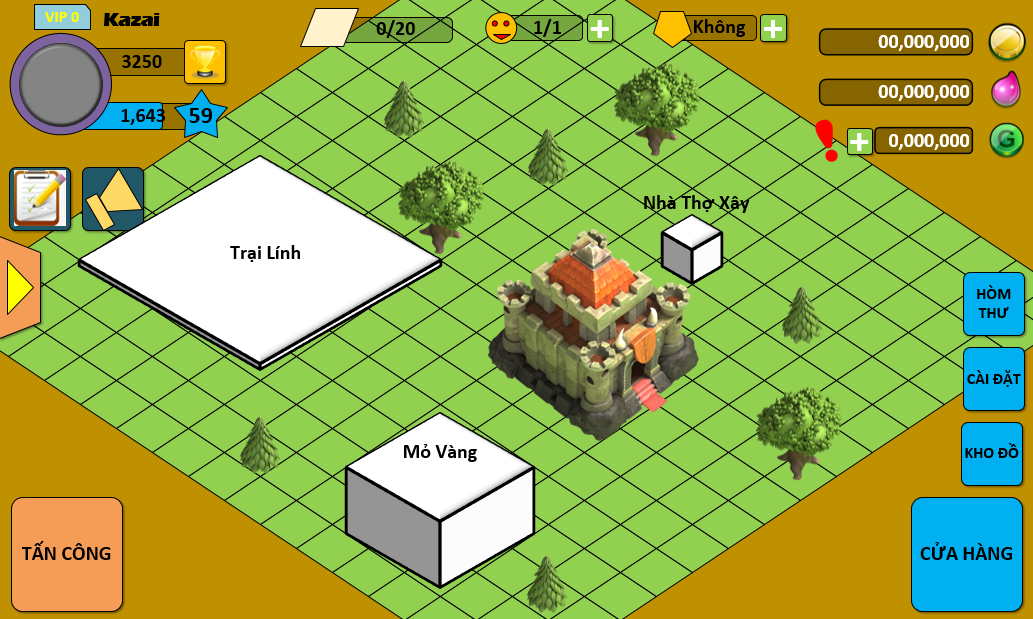 VIP 0
Kazai
3250
1,643
59
0/20
1/1
Không
00,000,000
00,000,000
0,000,000
G
Nhà Thợ Xây
Trại Lính
HÒM
THƯ
CÀI ĐẶT
KHO ĐỒ
Mỏ Vàng
TẤN CÔNG
CỬA HÀNG